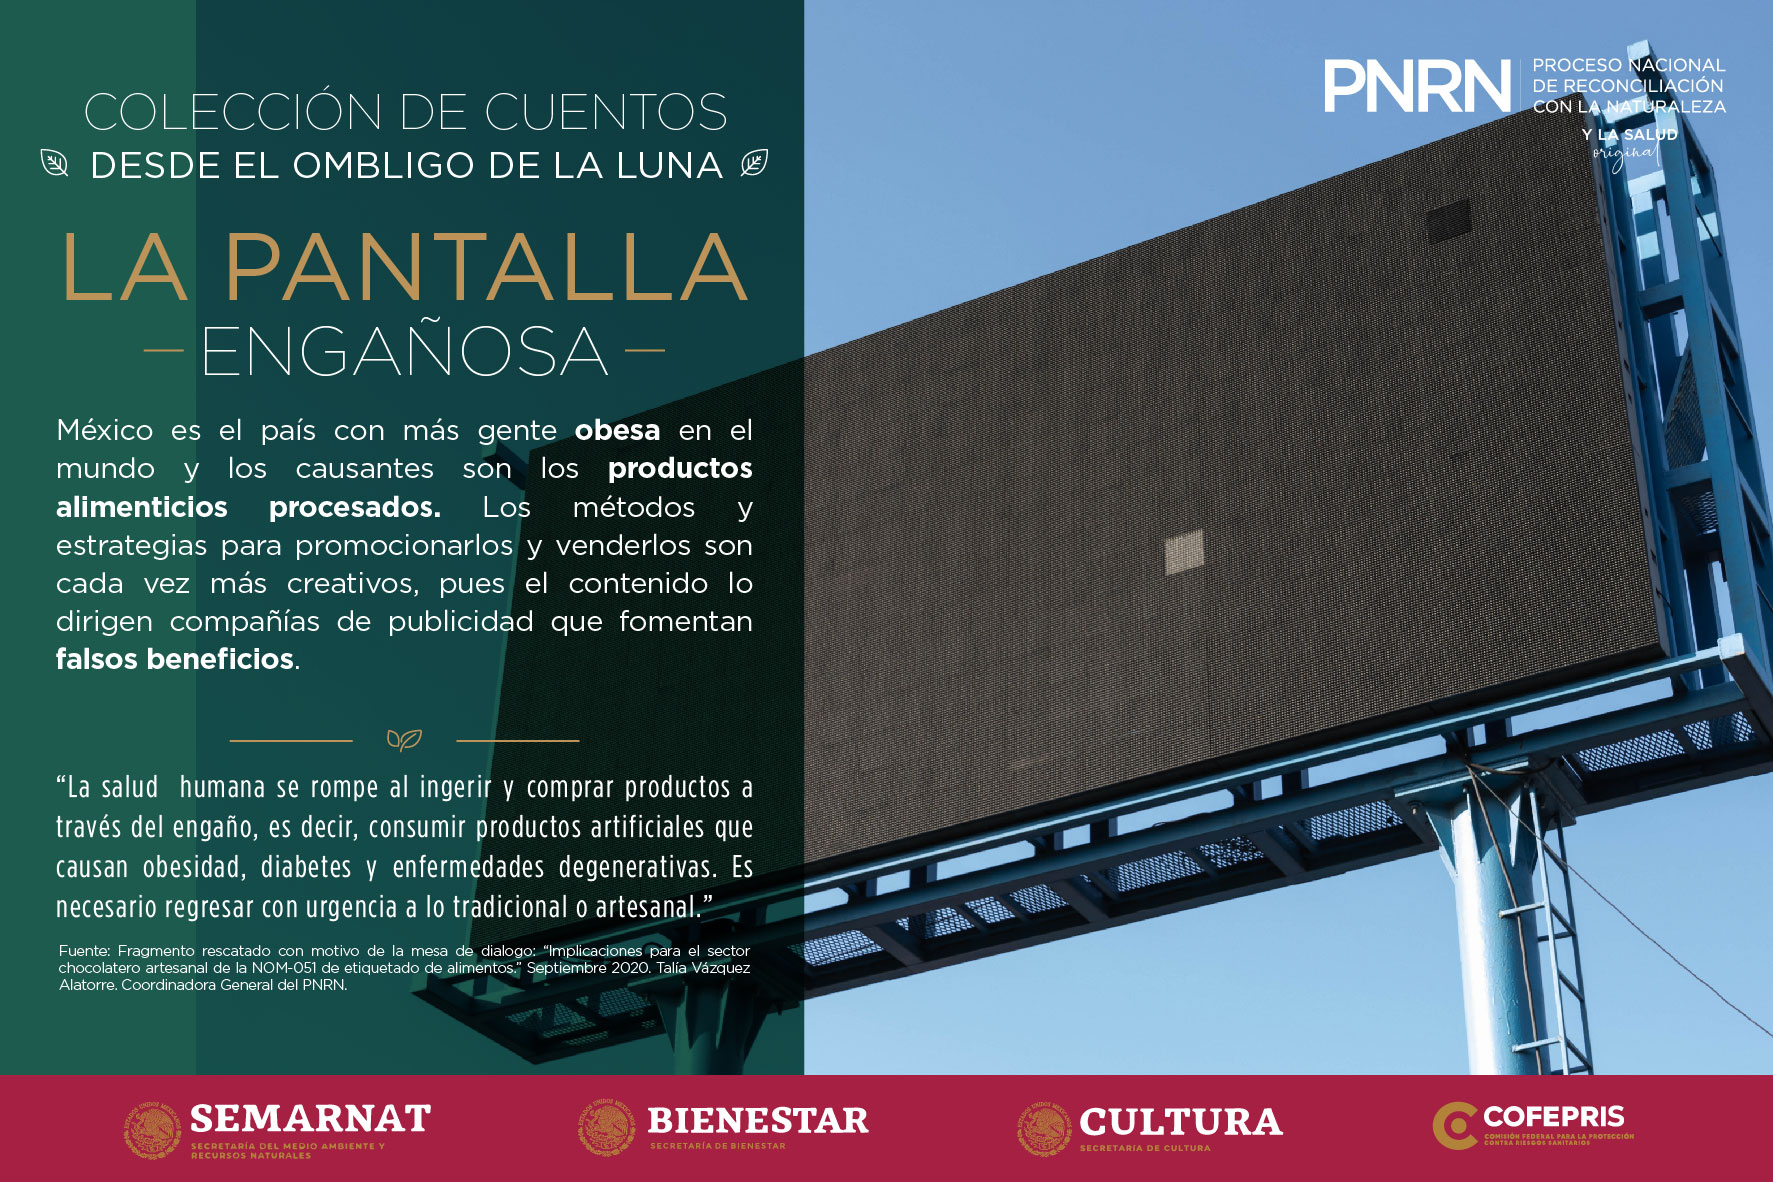 COLECCIÓN DE CUENTOS
DESDE EL OMBLIGO DE LA LUNA
LA PANTALLA
ENGAÑOSA
México es el país con más gente obesa en el
mundo y los causantes son los productos
alimenticios procesados. Los métodos y
estrategias para promocionarlos y venderlos son
cada vez más creativos, pues el contenido lo
dirigen compañías de publicidad que fomentan
falsos beneficios.
“La salud humana se rompe al ingerir y comprar productos a
través del engaño, es decir, consumir productos artificiales que
causan obesidad, diabetes y enfermedades degenerativas. Es
necesario regresar con urgencia a lo tradicional o artesanal.”
Fuente: Fragmento rescatado con motivo de la mesa de dialogo: “Implicaciones para el sector
chocolatero artesanal de la NOM-051 de etiquetado de alimentos.” Septiembre 2020. Talía Vázquez
Alatorre. Coordinadora General del PNRN.
PNRN
PROCESO NACIONAL
DE RECONCILIACIÓN
CON LA NATURALEZA
Y LA SALUD
original
SEMARNAT
SECRETARÍA DEL MEDIO AMBIENTE Y
RECURSOS NATURALES
BIENESTAR
SECRETARÍA DE BIENESTAR
CULTURA
SECRETARÍA DE CULTURA
COFEPRIS
COMISIÓN FEDERAL PARA LA PROTECCIÓN
CONTRA RIESGOS SANITARIOS